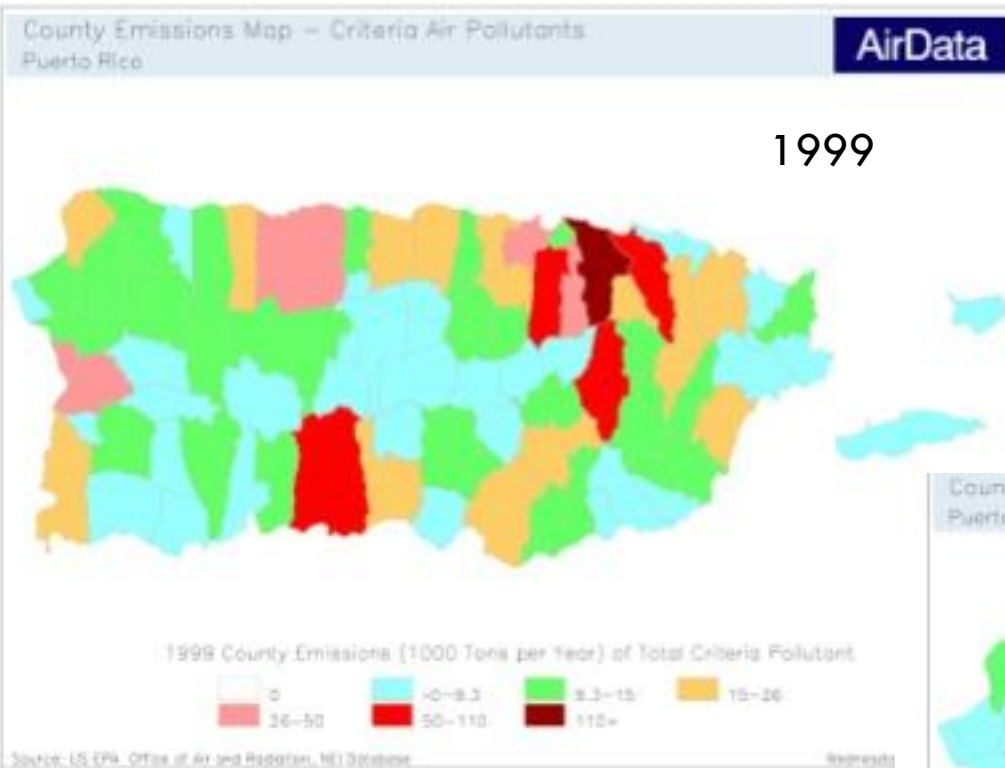 County Emissions Map – Criteria Air Pollutants
Puerto Rico
AirData
1999
1999 County Emissions (1000 Tons per Year) of Total Criteria Pollutant
0
>0-9.3
9.3-15
15-26
26-50
50-110
110+
Source: US EPA Office of Air and Radiation, NEI Database